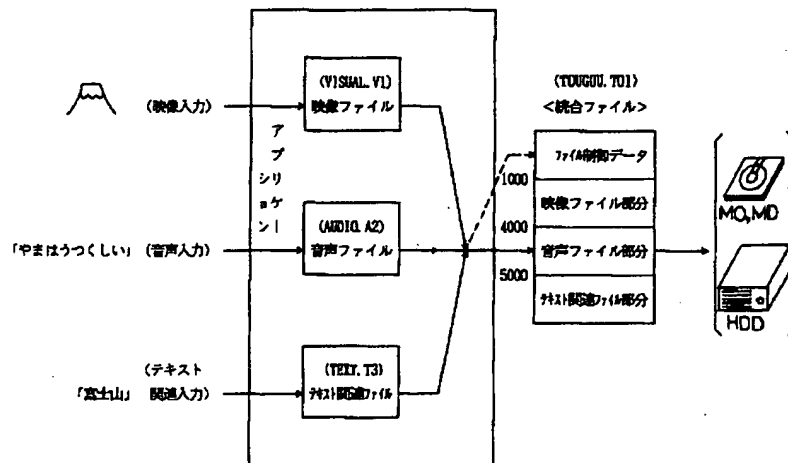 (VISUAL.V1)
映像ファイル
(映像入力)
アプリケーション
(TOUGOU.TO1)
<統合ファイル>
ファイル制御データ
1000
映像ファイル部分
4000
音声ファイル部分
5000
テキスト関連ファイル部分
MO,MD
HDD
「やまはうつくしい」 (音声入力)
(AUDIO.A2)
音声ファイル
(テキスト
「富士山」 関連入力)
(TEXT.T3)
テキスト関連ファイル